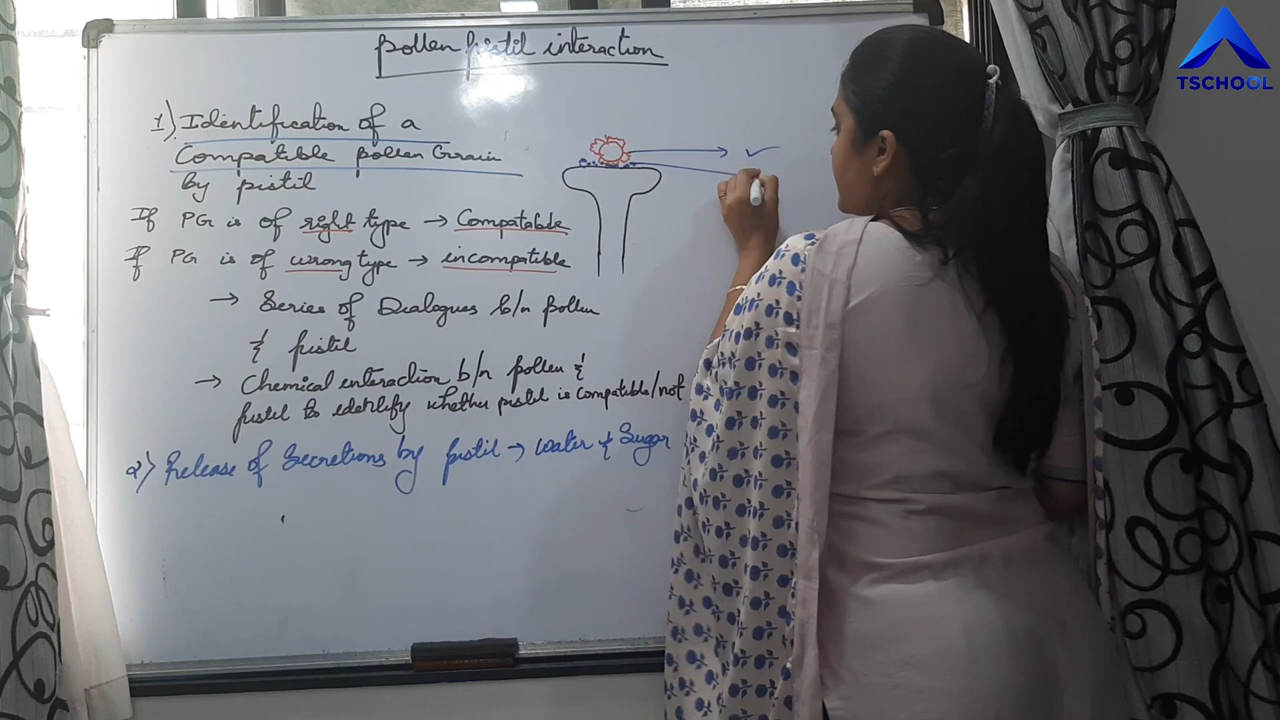 pollen pistil interaction
1) Identification of a
Compatible pollen Grain
by pistil
If PG is of right type → Compatabde
If PG is of wrong type → incompatible
→ Series of Dialogues b/n pollen
& pistil
→ Chemical interaction b/n pollen &
pistil to identify whether pistil is compatible/not
2) Release of Secretions by pistil → water & Sugar
TSCHOOL